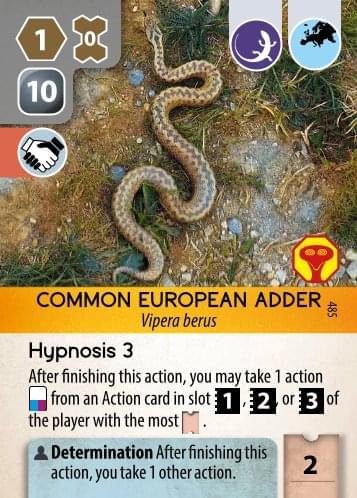 1
0
10
COMMON EUROPEAN ADDER
Vipera berus
485
Hypnosis 3
After finishing this action, you may take 1 action
from an Action card in slot 1, 2, or 3 of
the player with the most .
Determination After finishing this
action, you take 1 other action.
2